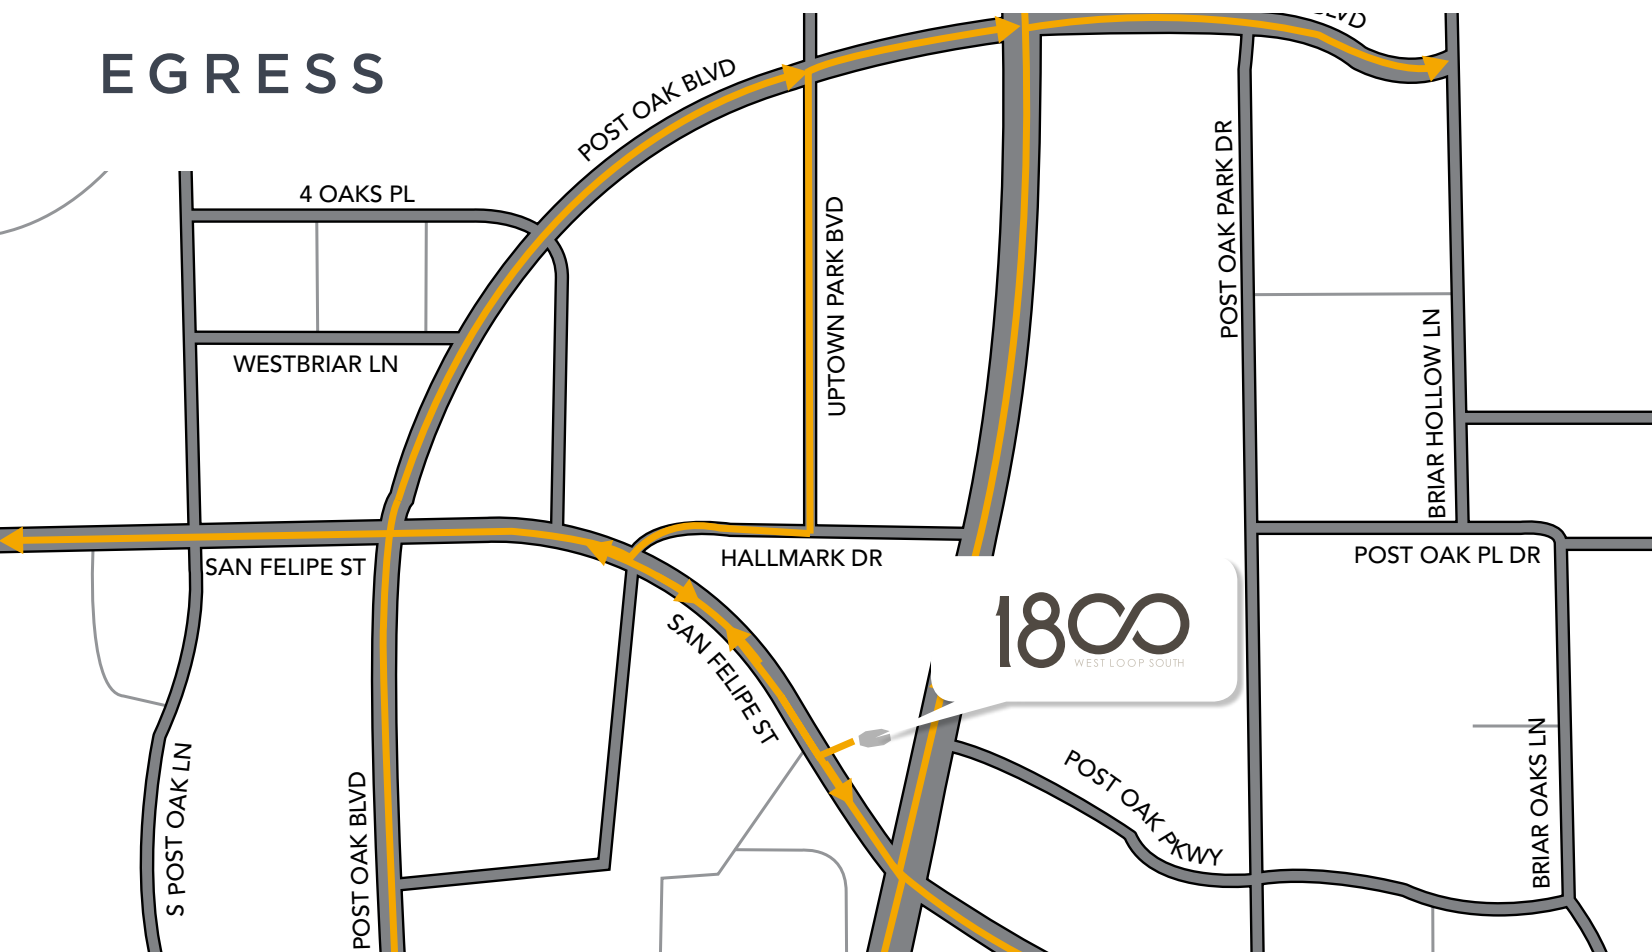 EGRESS
POST OAK BLVD
4 OAKS PL
WESTBRIAR LN
UPTOWN PARK BVD
POST OAK PARK DR
BRIAR HOLLOW LN
SAN FELIPE ST
HALLMARK DR
POST OAK PL DR
1800
WEST LOOP SOUTH
SAN FELIPE ST
S POST OAK LN
POST OAK BLVD
POST OAK PKWY
BRIAR OAKS LN